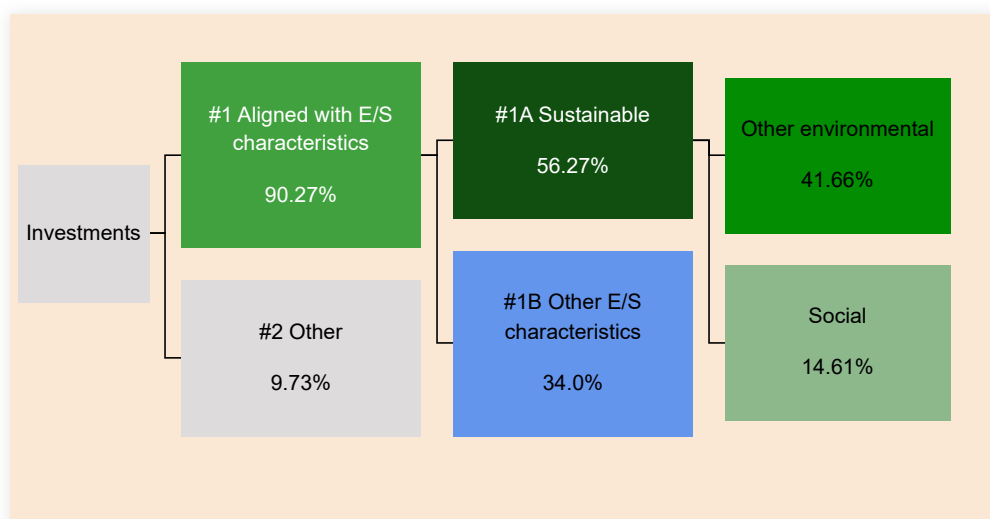 Investments
#1 Aligned with E/S
characteristics
90.27%
#2 Other
9.73%
#1A Sustainable
56.27%
#1B Other E/S
characteristics
34.0%
Other environmental
41.66%
Social
14.61%